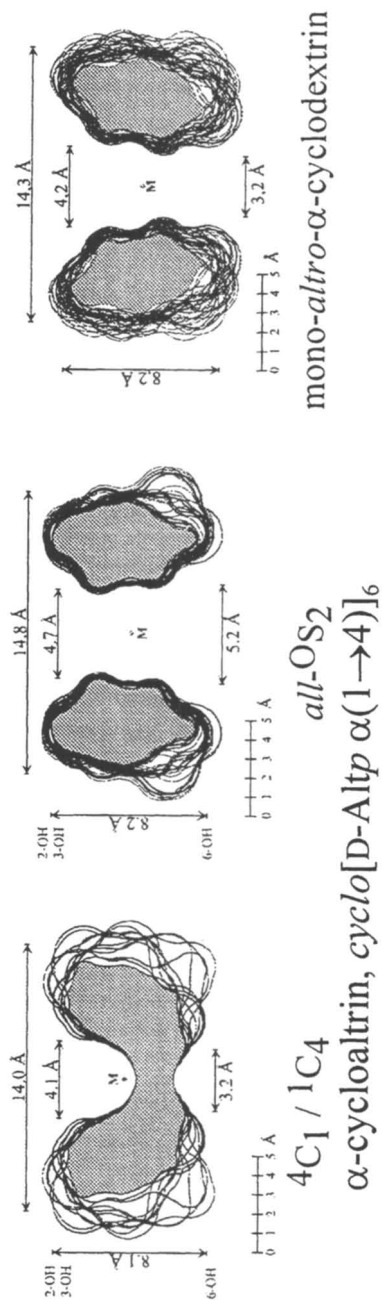 14,0 Å
4,1 Å
2-OH
3-OH
M
8,1 Å
6-OH
3,2 Å
0 1 2 3 4 5 Å
⁴C₁ / ¹C₄
14,8 Å
4,7 Å
2-OH
3-OH
M
8,2 Å
6-OH
5,2 Å
0 1 2 3 4 5 Å
all-ᴼS₂
α-cycloaltrin, cyclo[D-Altp α(1→4)]₆
14,3 Å
4,2 Å
M
8,2 Å
3,2 Å
0 1 2 3 4 5 Å
mono-altro-α-cyclodextrin